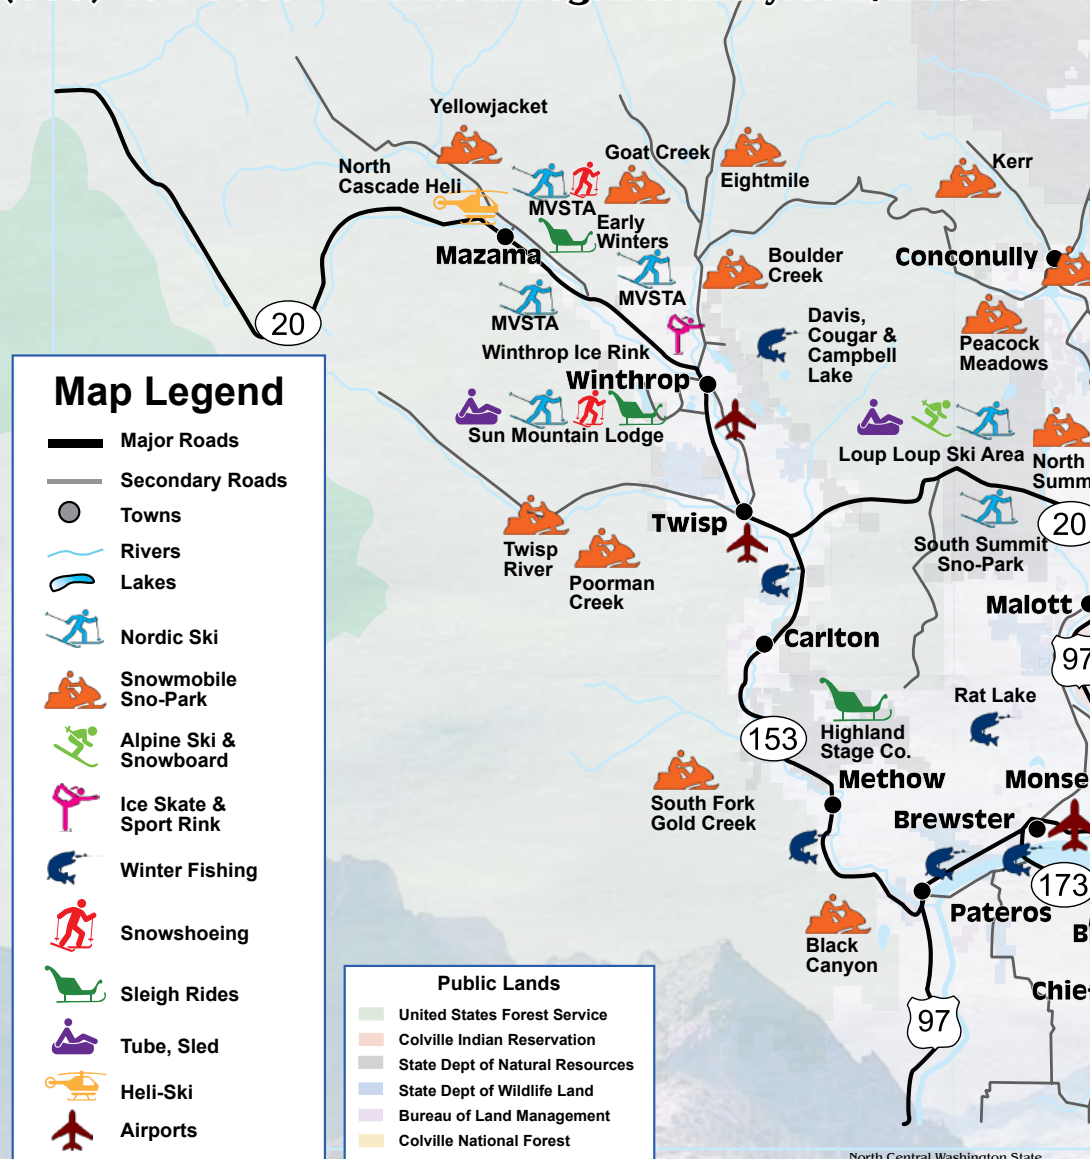 Yellowjacket
North
Cascade Heli
MVSTA
Goat Creek
Eightmile
Kerr
Early
Winters
Mazama
MVSTA
MVSTA
Boulder
Creek
Conconully
Davis,
Cougar &
Campbell
Lake
Peacock
Meadows
20
Winthrop Ice Rink
Winthrop
Sun Mountain Lodge
Loup Loup Ski Area
North
Summ
20
Twisp
Twisp
River
Poorman
Creek
South Summit
Sno-Park
Malott
97
Carlton
Rat Lake
Highland
Stage Co.
153
Methow
Monse
South Fork
Gold Creek
Brewster
173
Pateros
B
Black
Canyon
Chie
97
Map Legend
Major Roads
Secondary Roads
Towns
Rivers
Lakes
Nordic Ski
Snowmobile
Sno-Park
Alpine Ski &
Snowboard
Ice Skate &
Sport Rink
Winter Fishing
Snowshoeing
Sleigh Rides
Tube, Sled
Heli-Ski
Airports
Public Lands
United States Forest Service
Colville Indian Reservation
State Dept of Natural Resources
State Dept of Wildlife Land
Bureau of Land Management
Colville National Forest
North Central Washington State